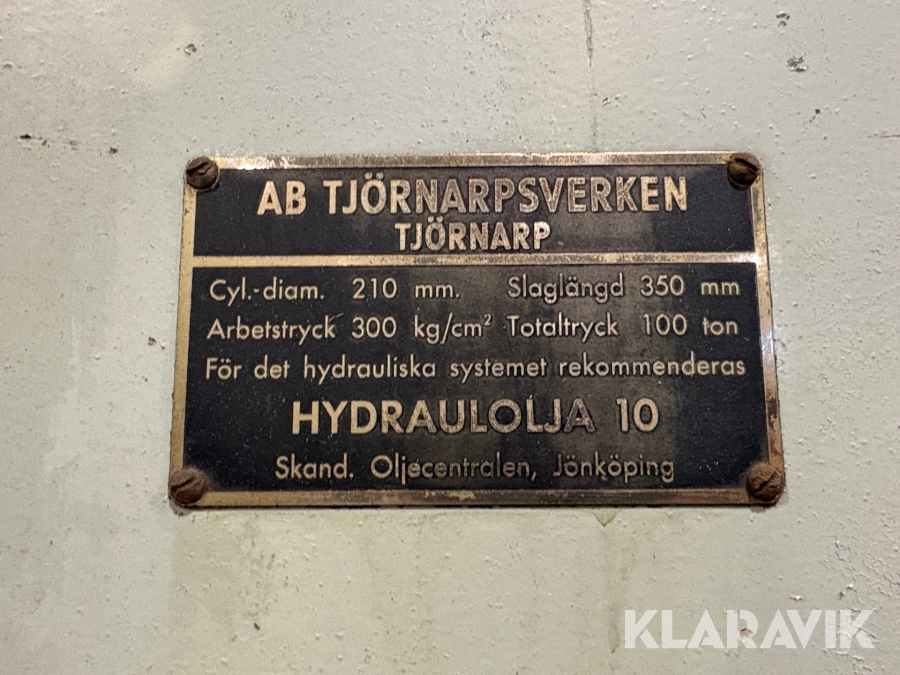 AB TJÖRNARPSVERKEN
TJÖRNARP
Cyl.-diam. 210 mm. Slaglängd 350 mm
Arbetstryck 300 kg/cm² Totaltryck 100 ton
För det hydrauliska systemet rekommenderas
HYDRAULOLJA 10
Skand. Oljecentralen, Jönköping
KLARAVIK